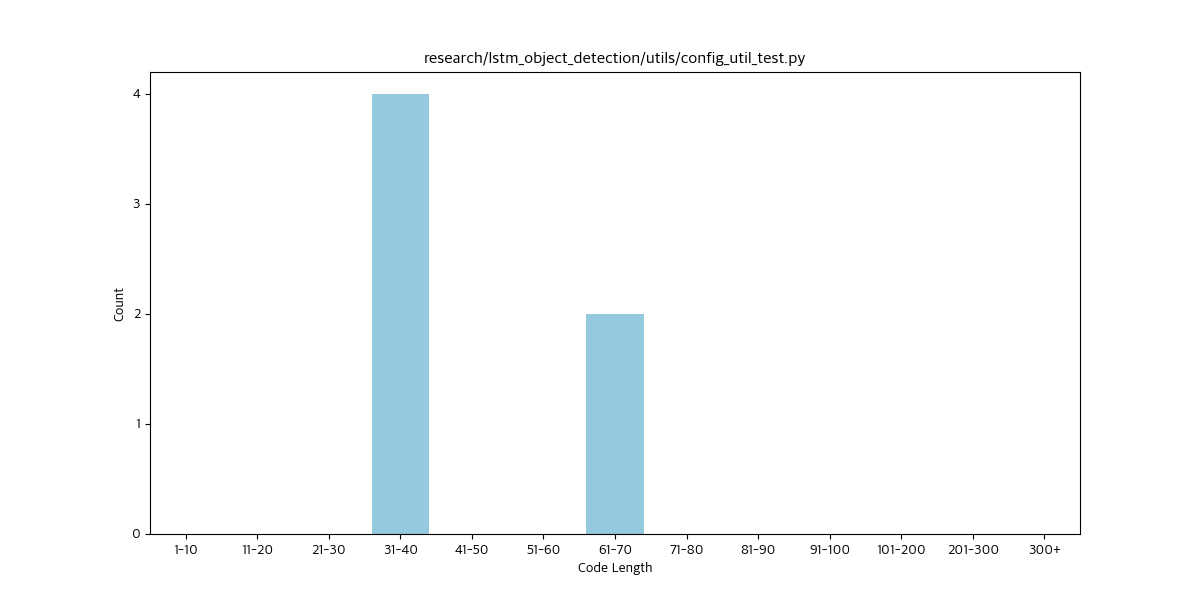 research/lstm_object_detection/utils/config_util_test.py
4
3
2
1
0
Count
1-10 11-20 21-30 31-40 41-50 51-60 61-70 71-80 81-90 91-100 101-200 201-300 300+
Code Length